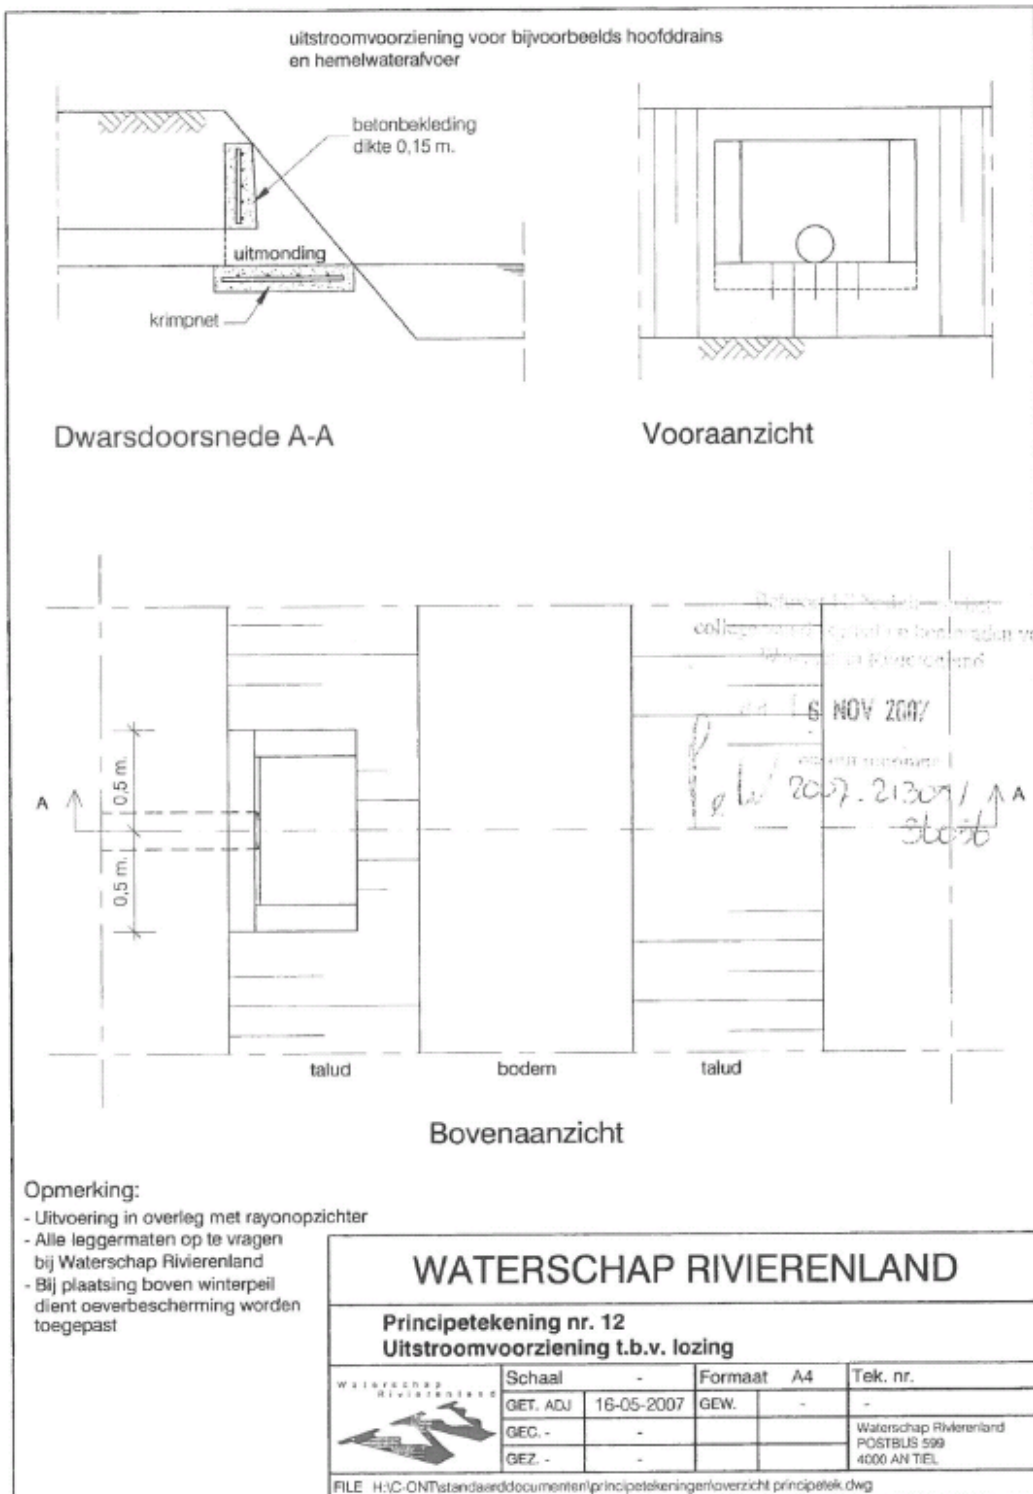 uitstroomvoorziening voor bijvoorbeelds hoofddrains
en hemelwaterafvoer
betonbekleding
dikte 0,15 m.
uitmonding
krimpnet
Dwarsdoorsnede A-A
Vooraanzicht
NOV 2007
0,5 m.
0,5 m.
A
A
talud
bodem
talud
Bovenaanzicht
Opmerking:
- Uitvoering in overleg met rayonopzichter
- Alle leggermaten op te vragen
bij Waterschap Rivierenland
- Bij plaatsing boven winterpeil
dient oeverbescherming worden
toegepast
WATERSCHAP RIVIERENLAND
Principetekening nr. 12
Uitstroomvoorziening t.b.v. lozing
Waterschap
Rivierenland
Schaal -
Formaat A4
Tek. nr.
GET. ADJ 16-05-2007 GEW. - -
GEC. - -
GEZ. - -
Waterschap Rivierenland
POSTBUS 599
4000 AN TIEL
FILE H:\C-ONT\standaarddocumenten\principetekeningen\overzicht principetek.dwg